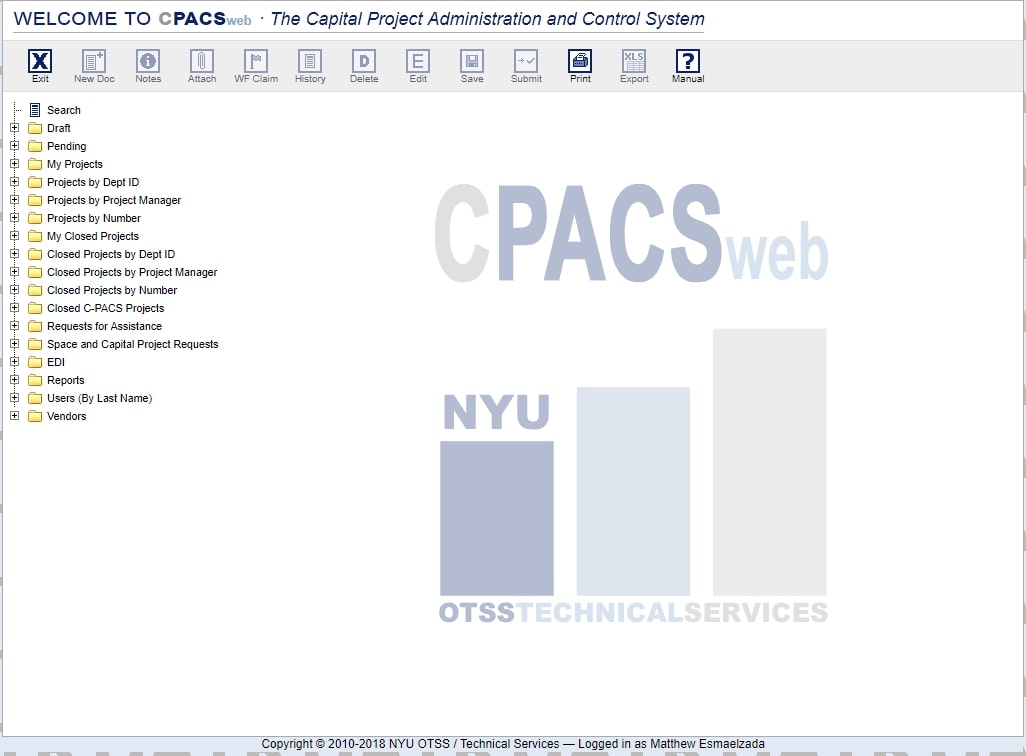 WELCOME TO CPACSweb · The Capital Project Administration and Control System
X ? D E XLS
Exit New Doc Notes Attach WF Claim History Delete Edit Save Submit Print Export Manual
Search
Draft
Pending
My Projects
Projects by Dept ID
Projects by Project Manager
Projects by Number
My Closed Projects
Closed Projects by Dept ID
Closed Projects by Project Manager
Closed Projects by Number
Closed C-PACS Projects
Requests for Assistance
Space and Capital Project Requests
EDI
Reports
Users (By Last Name)
Vendors
CPACSweb
NYU
OTSSTECHNICALSERVICES
Copyright © 2010-2018 NYU OTSS / Technical Services — Logged in as Matthew Esmaelzada